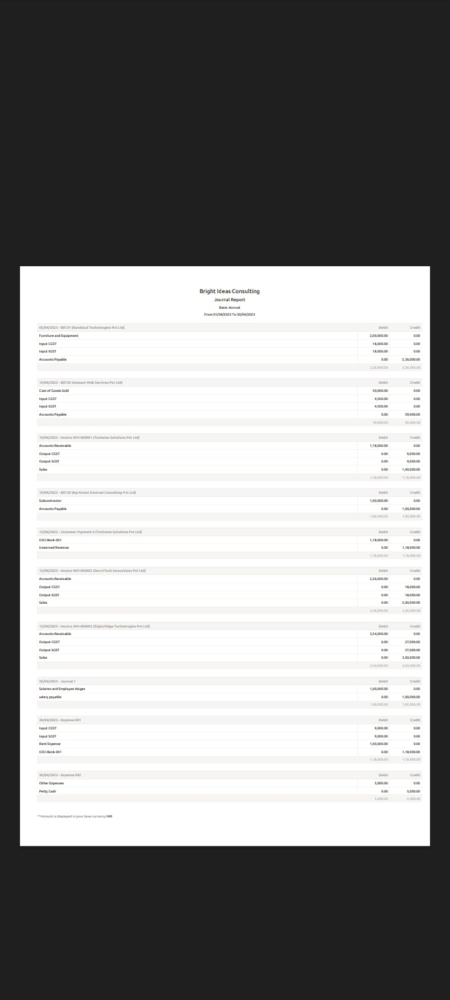 Bright Ideas Consulting
Journal Report
Basis: Accrual
From 01/04/2023 To 30/04/2023
05/04/2023 - Bill 01 (Randstad Technologies Pvt Ltd) Debit Credit
Furniture and Equipment 2,00,000.00 0.00
Input CGST 18,000.00 0.00
Input SGST 18,000.00 0.00
Accounts Payable 0.00 2,36,000.00
2,36,000.00 2,36,000.00
10/04/2023 - Bill 02 (Amazon Web Services Pvt Ltd) Debit Credit
Cost of Goods Sold 50,000.00 0.00
Input CGST 4,500.00 0.00
Input SGST 4,500.00 0.00
Accounts Payable 0.00 59,000.00
59,000.00 59,000.00
10/04/2023 - Invoice INV-000001 (Techwise Solutions Pvt Ltd) Debit Credit
Accounts Receivable 1,18,000.00 0.00
Output CGST 0.00 9,000.00
Output SGST 0.00 9,000.00
Sales 0.00 1,00,000.00
1,18,000.00 1,18,000.00
10/04/2023 - Bill 03 (Raj Kamal External Consulting Pvt Ltd) Debit Credit
Subcontractor 1,00,000.00 0.00
Accounts Payable 0.00 1,00,000.00
1,00,000.00 1,00,000.00
12/04/2023 - Customer Payment # (Techwise Solutions Pvt Ltd) Debit Credit
ICICI Bank-001 1,18,000.00 0.00
Unearned Revenue 0.00 1,18,000.00
1,18,000.00 1,18,000.00
15/04/2023 - Invoice INV-000002 (SmartTech Innovations Pvt Ltd) Debit Credit
Accounts Receivable 2,36,000.00 0.00
Output CGST 0.00 18,000.00
Output SGST 0.00 18,000.00
Sales 0.00 2,00,000.00
2,36,000.00 2,36,000.00
15/04/2023 - Invoice INV-000003 (DigitalEdge Technologies Pvt Ltd) Debit Credit
Accounts Receivable 3,54,000.00 0.00
Output CGST 0.00 27,000.00
Output SGST 0.00 27,000.00
Sales 0.00 3,00,000.00
3,54,000.00 3,54,000.00
30/04/2023 - Journal 1 Debit Credit
Salaries and Employee Wages 1,00,000.00 0.00
salary payable 0.00 1,00,000.00
1,00,000.00 1,00,000.00
30/04/2023 - Expense 001 Debit Credit
Input CGST 9,000.00 0.00
Input SGST 9,000.00 0.00
Rent Expense 1,00,000.00 0.00
ICICI Bank-001 0.00 1,18,000.00
1,18,000.00 1,18,000.00
30/04/2023 - Expense 002 Debit Credit
Other Expenses 5,000.00 0.00
Petty Cash 0.00 5,000.00
5,000.00 5,000.00
**Amount is displayed in your base currency INR